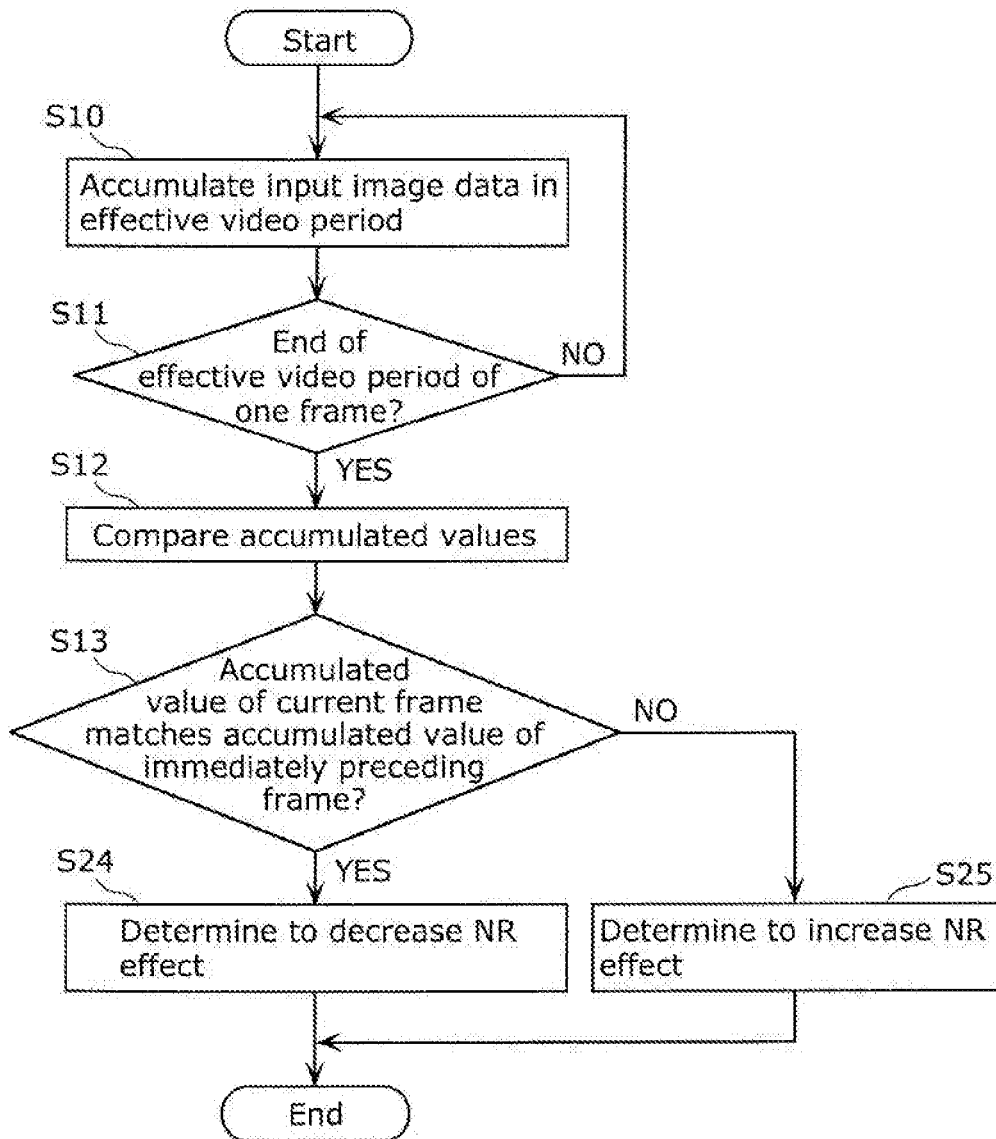 Start
S10
Accumulate input image data in
effective video period
S11
End of
effective video period of
one frame?
NO
YES
S12
Compare accumulated values
S13
Accumulated
value of current frame
matches accumulated value of
immediately preceding
frame?
NO
YES
S24
Determine to decrease NR
effect
S25
Determine to increase NR
effect
End